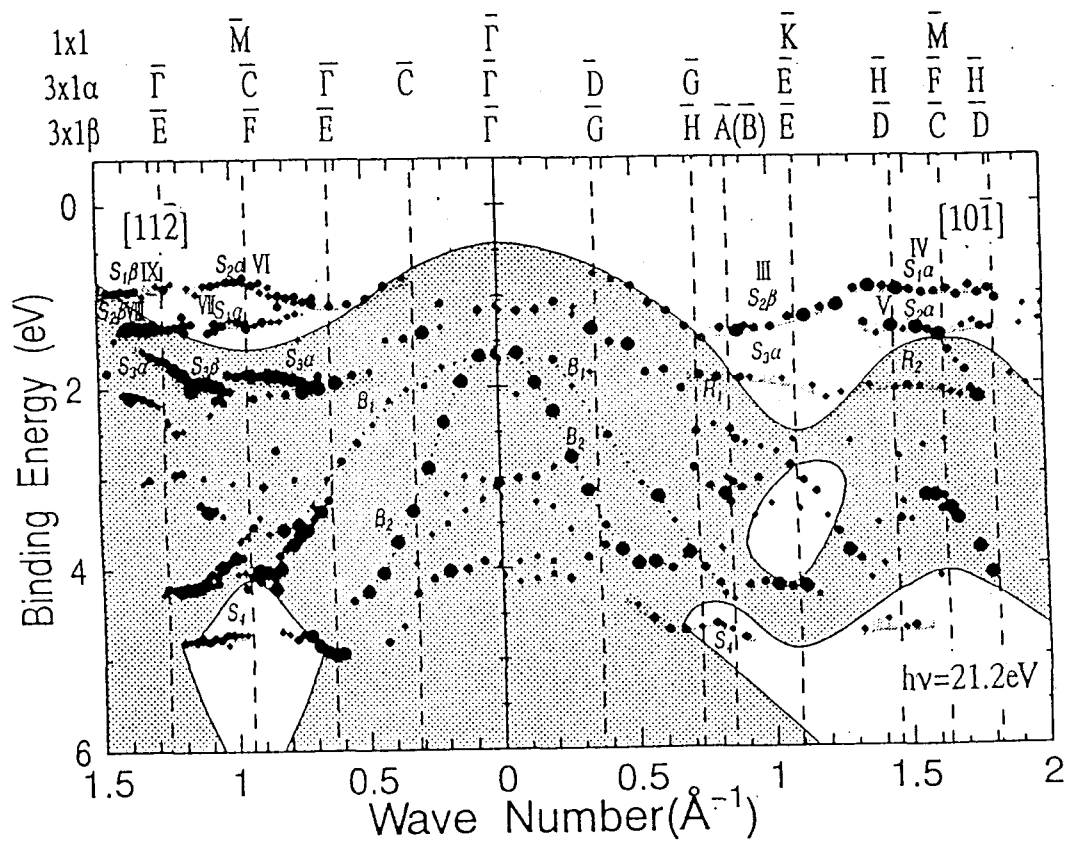 1x1 M̅ Γ̅ K̅ M̅
3x1α Γ̅ C̅ Γ̅ C̅ Γ̅ D̅ G̅ E̅ H̅ F̅ H̅
3x1β E̅ F̅ E̅ Γ̅ G̅ H̅ A̅(B̅) E̅ D̅ C̅ D̅
0
[112̅] [101̅]
S₁β IX S₂α VI III IV
S₂β S₁α
S₂β VIII VII S₁α V S₂α
S₃α S₃β S₃α S₃α R₂
2
B₁ B₁ R₁
B₂
B₂
4
S₄ S₄
hν=21.2eV
6
1.5 1 0.5 0 0.5 1 1.5 2
Binding Energy (eV)
Wave Number(Å⁻¹)